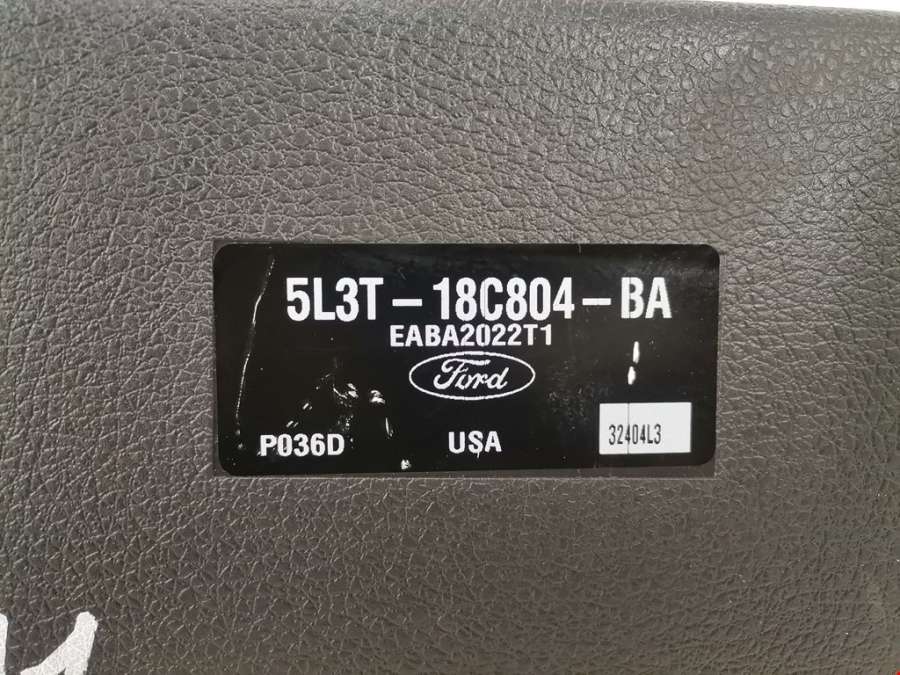 5L3T-18C804-BA
EABA2022T1
Ford
P036D USA 32404L3